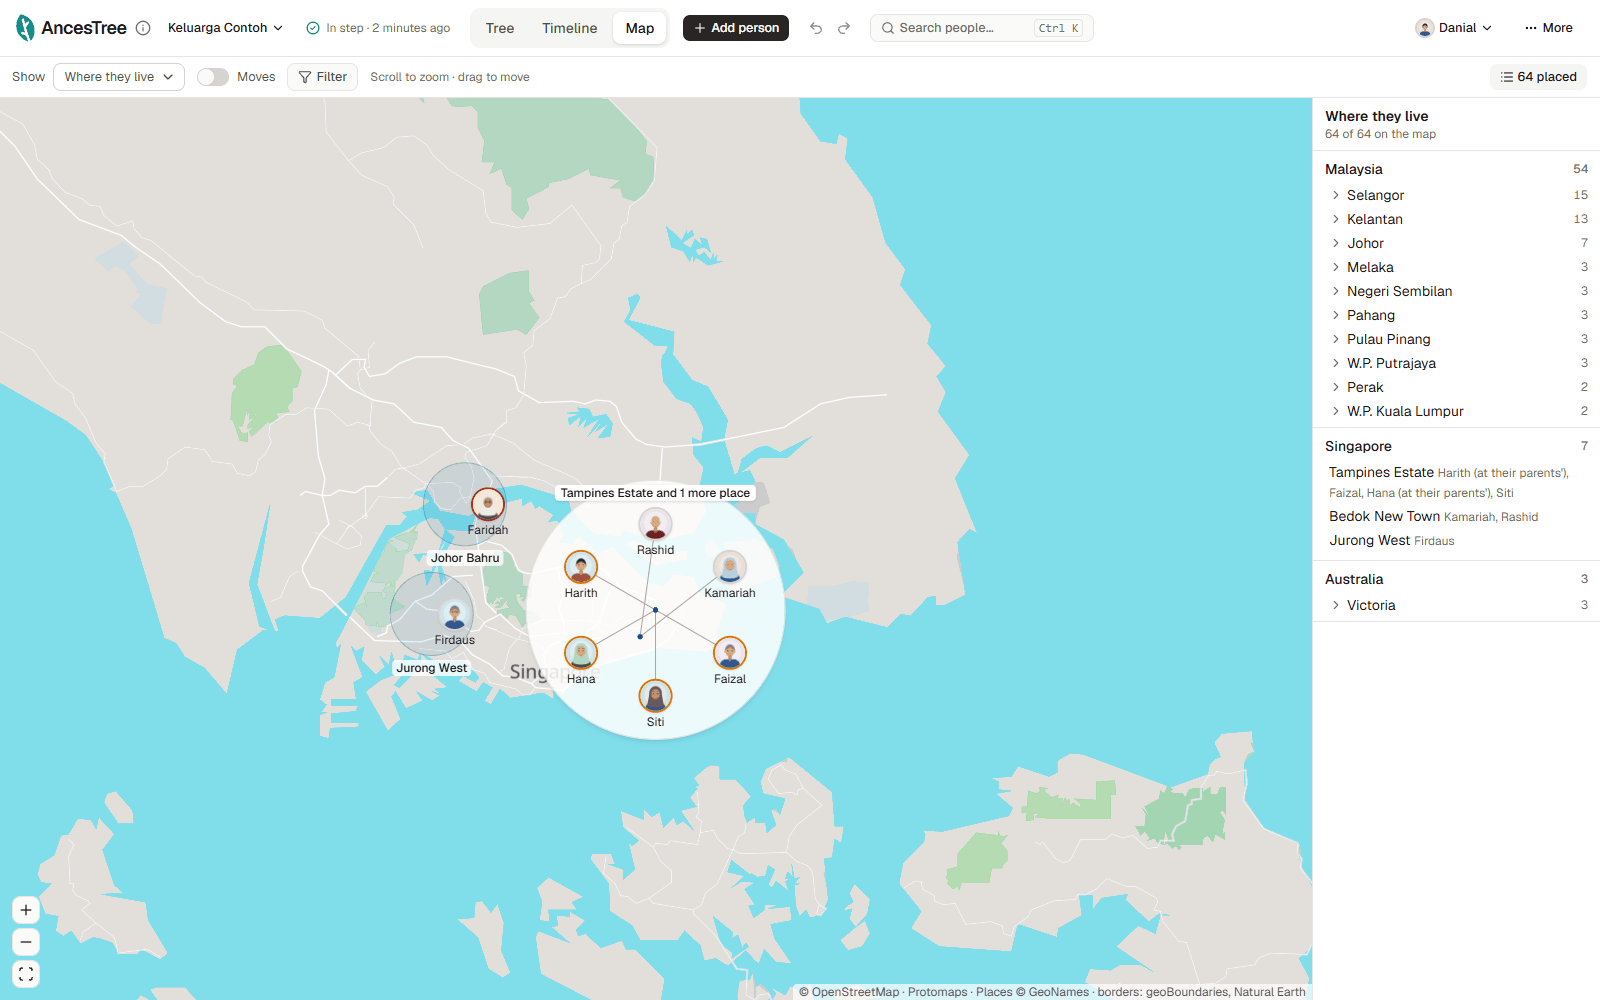 AncesTree
Keluarga Contoh
In step · 2 minutes ago
Tree
Timeline
Map
+ Add person
Search people...
Ctrl K
Danial
··· More
Show
Where they live
Moves
Filter
Scroll to zoom · drag to move
64 placed
Where they live
64 of 64 on the map
Malaysia 54
Selangor 15
Kelantan 13
Johor 7
Melaka 3
Negeri Sembilan 3
Pahang 3
Pulau Pinang 3
W.P. Putrajaya 3
Perak 2
W.P. Kuala Lumpur 2
Singapore 7
Tampines Estate Harith (at their parents'),
Faizal, Hana (at their parents'), Siti
Bedok New Town Kamariah, Rashid
Jurong West Firdaus
Australia 3
Victoria 3
Tampines Estate and 1 more place
Faridah
Johor Bahru
Rashid
Harith
Kamariah
Firdaus
Jurong West
Singapore
Hana
Faizal
Siti
© OpenStreetMap · Protomaps · Places © GeoNames · borders: geoBoundaries, Natural Earth